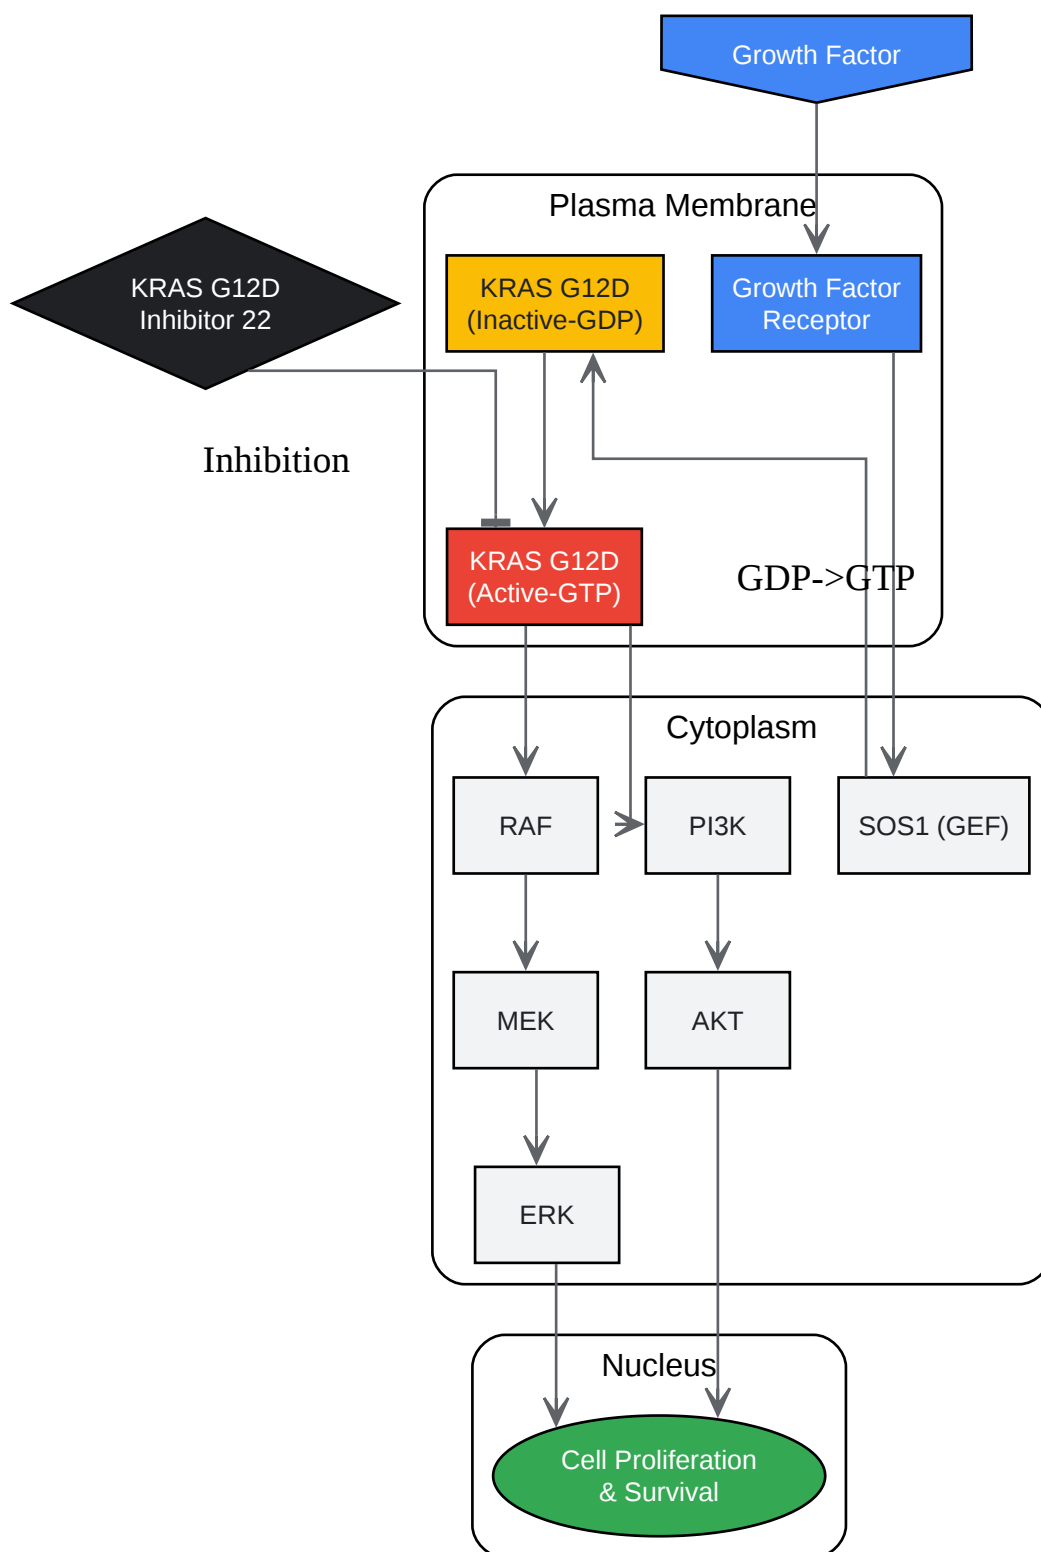 Growth Factor
Plasma Membrane
KRAS G12D
Inhibitor 22
KRAS G12D
(Inactive-GDP)
Growth Factor
Receptor
Inhibition
KRAS G12D
(Active-GTP)
GDP->GTP
Cytoplasm
RAF
PI3K
SOS1 (GEF)
MEK
AKT
ERK
Nucleus
Cell Proliferation
& Survival